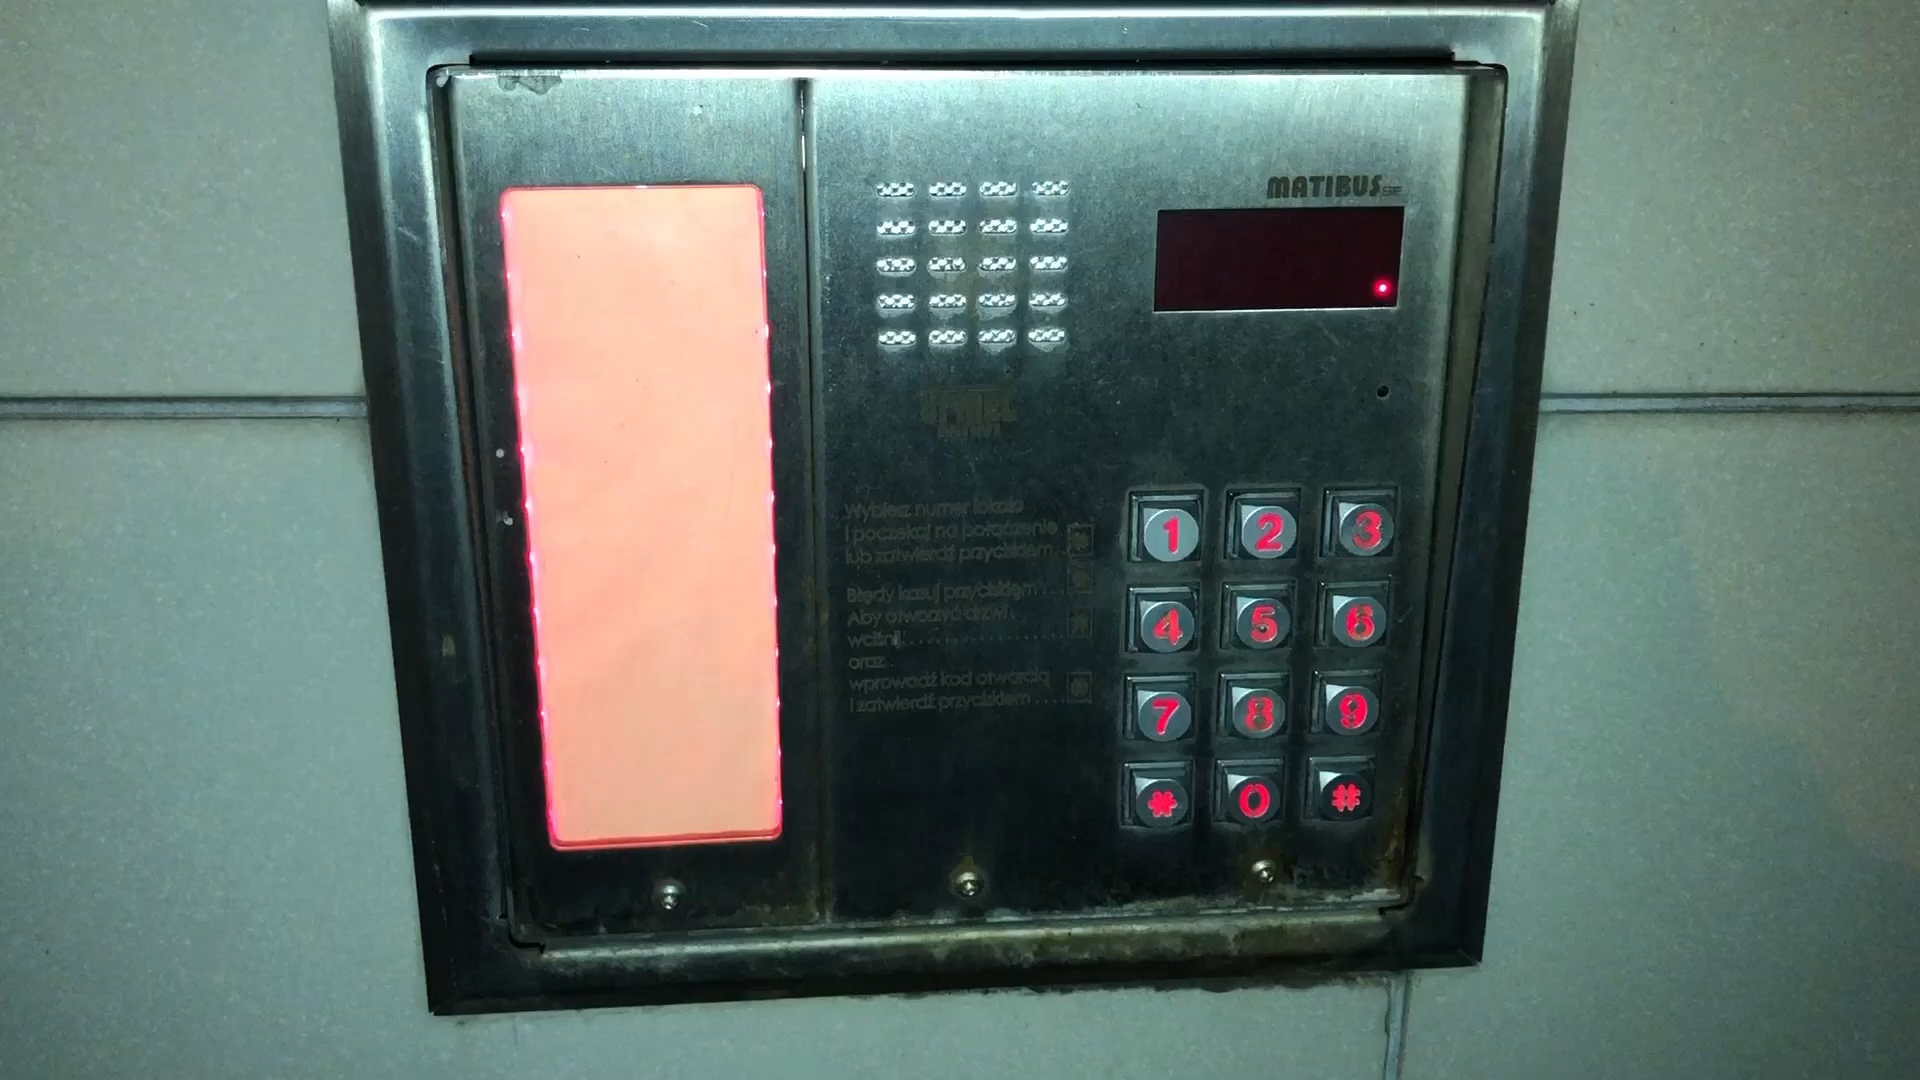 MATIBUS SE
Wybierz numer lokalu
i poczekaj na połączenie
lub zatwierdź przyciskiem...
Błędy kasuj przyciskiem...
Aby otworzyć drzwi
wciśnij....................
oraz
wprowadź kod otwarcia
i zatwierdź przyciskiem....
1 2 3
4 5 6
7 8 9
* 0 #